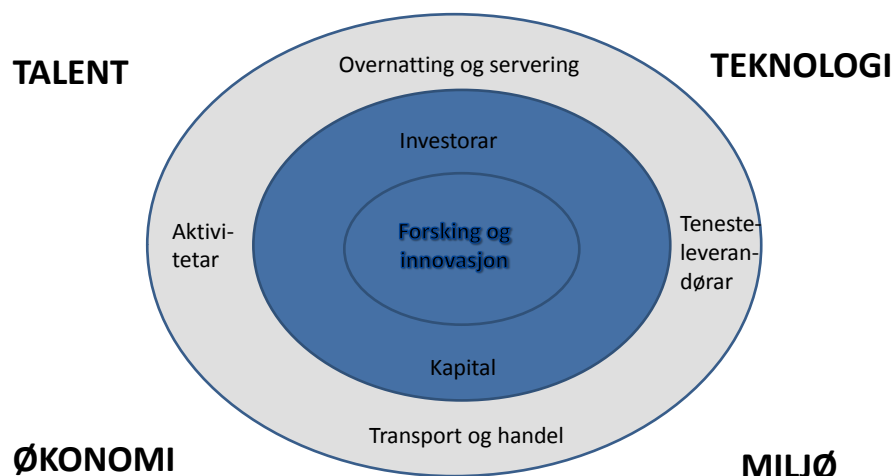 TALENT
Overnatting og servering
TEKNOLOGI
Investorar
Aktivi-
tetar
Forsking og
innovasjon
Teneste-
leveran-
dørar
Kapital
Transport og handel
ØKONOMI
MILJØ